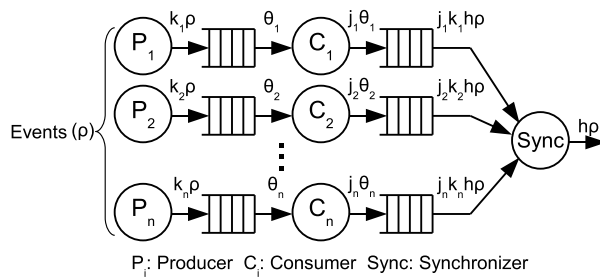 k₁ρ θ₁ j₁θ₁ j₁k₁hρ
P₁ C₁
k₂ρ θ₂ j₂θ₂ j₂k₂hρ
Events (ρ) P₂ C₂ Sync hρ
kₙρ θₙ jₙθₙ jₙkₙhρ
Pₙ Cₙ
Pᵢ: Producer Cᵢ: Consumer Sync: Synchronizer